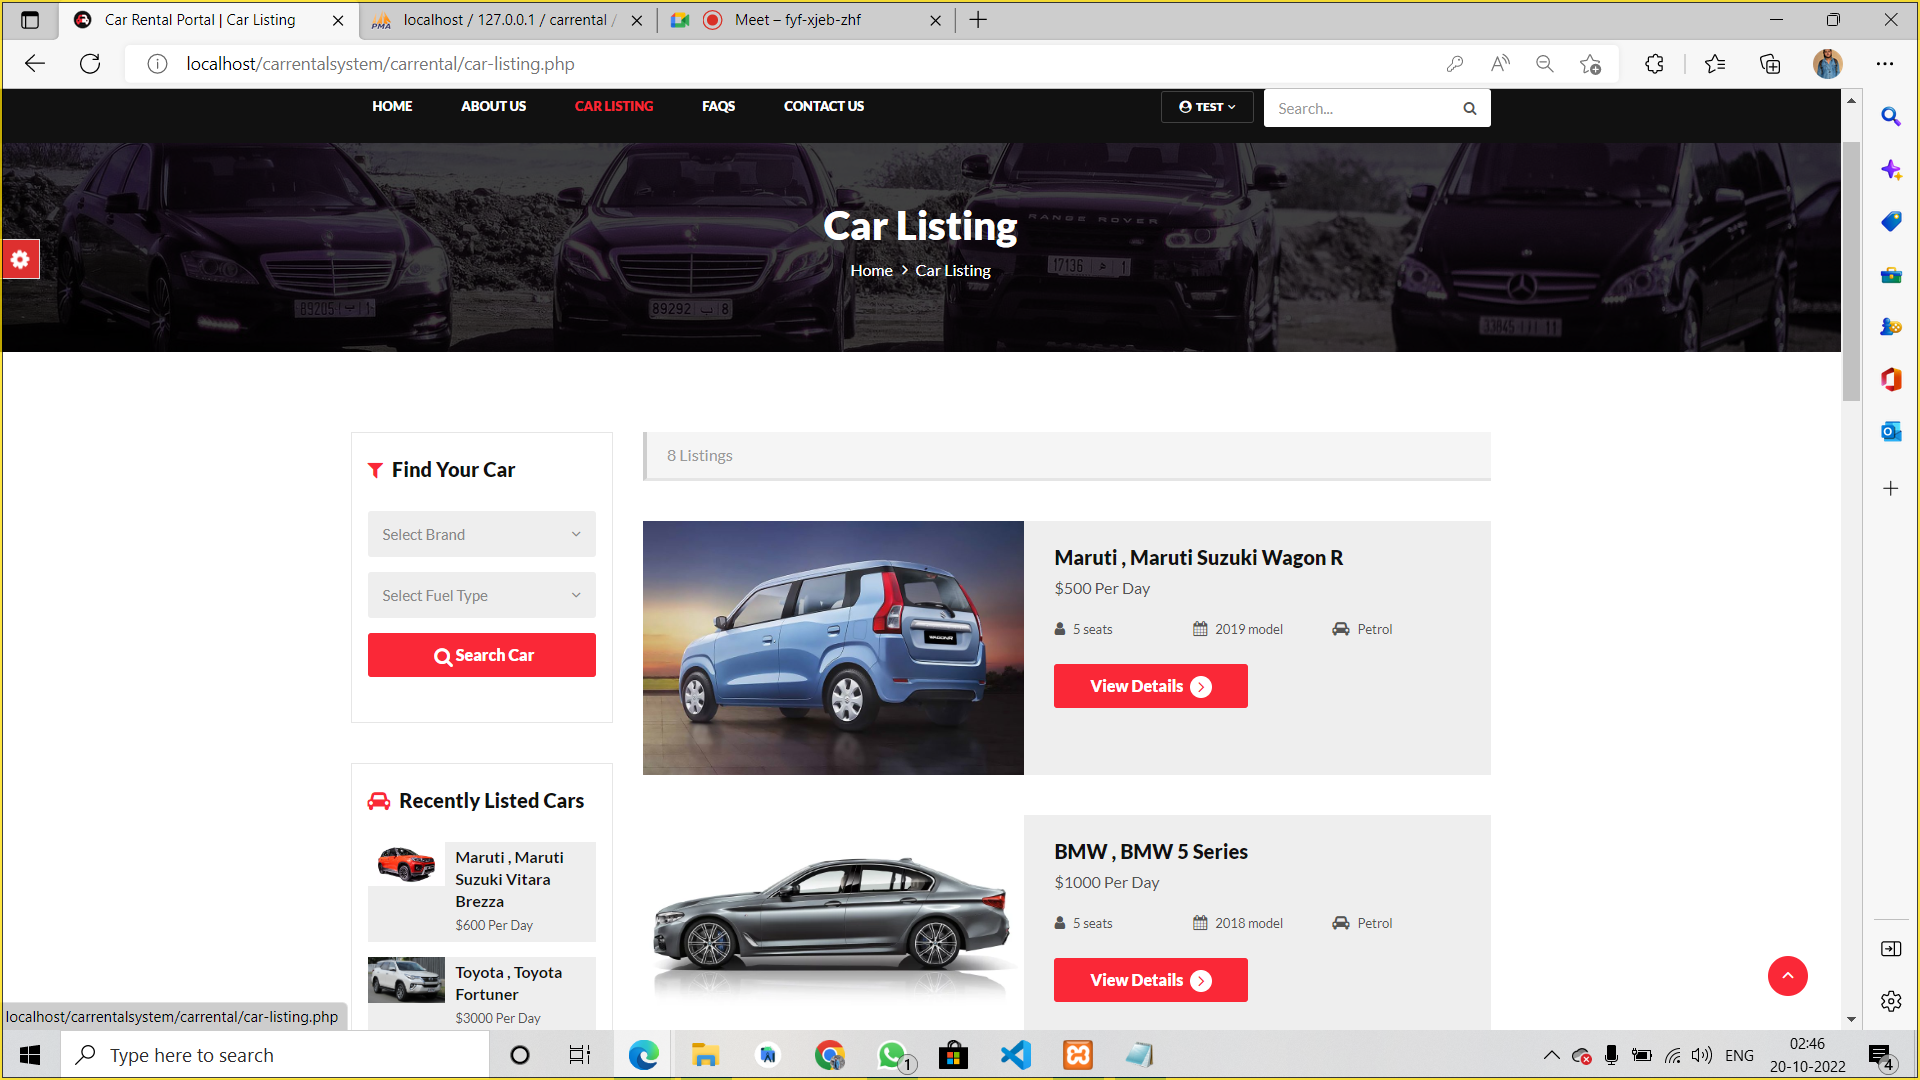 Car Rental Portal | Car Listing
localhost / 127.0.0.1 / carrental /
Meet – fyf-xjeb-zhf
localhost/carrentalsystem/carrental/car-listing.php
HOME
ABOUT US
CAR LISTING
FAQS
CONTACT US
TEST
Search...
RANGE ROVER
Car Listing
Home > Car Listing
8 Listings
Find Your Car
Select Brand
Select Fuel Type
Search Car
Maruti , Maruti Suzuki Wagon R
$500 Per Day
5 seats
2019 model
Petrol
View Details
WAGONR
Recently Listed Cars
Maruti , Maruti
Suzuki Vitara
Brezza
$600 Per Day
Toyota , Toyota
Fortuner
$3000 Per Day
BMW , BMW 5 Series
$1000 Per Day
5 seats
2018 model
Petrol
View Details
localhost/carrentalsystem/carrental/car-listing.php
Type here to search
1
ENG
02:46
20-10-2022
4